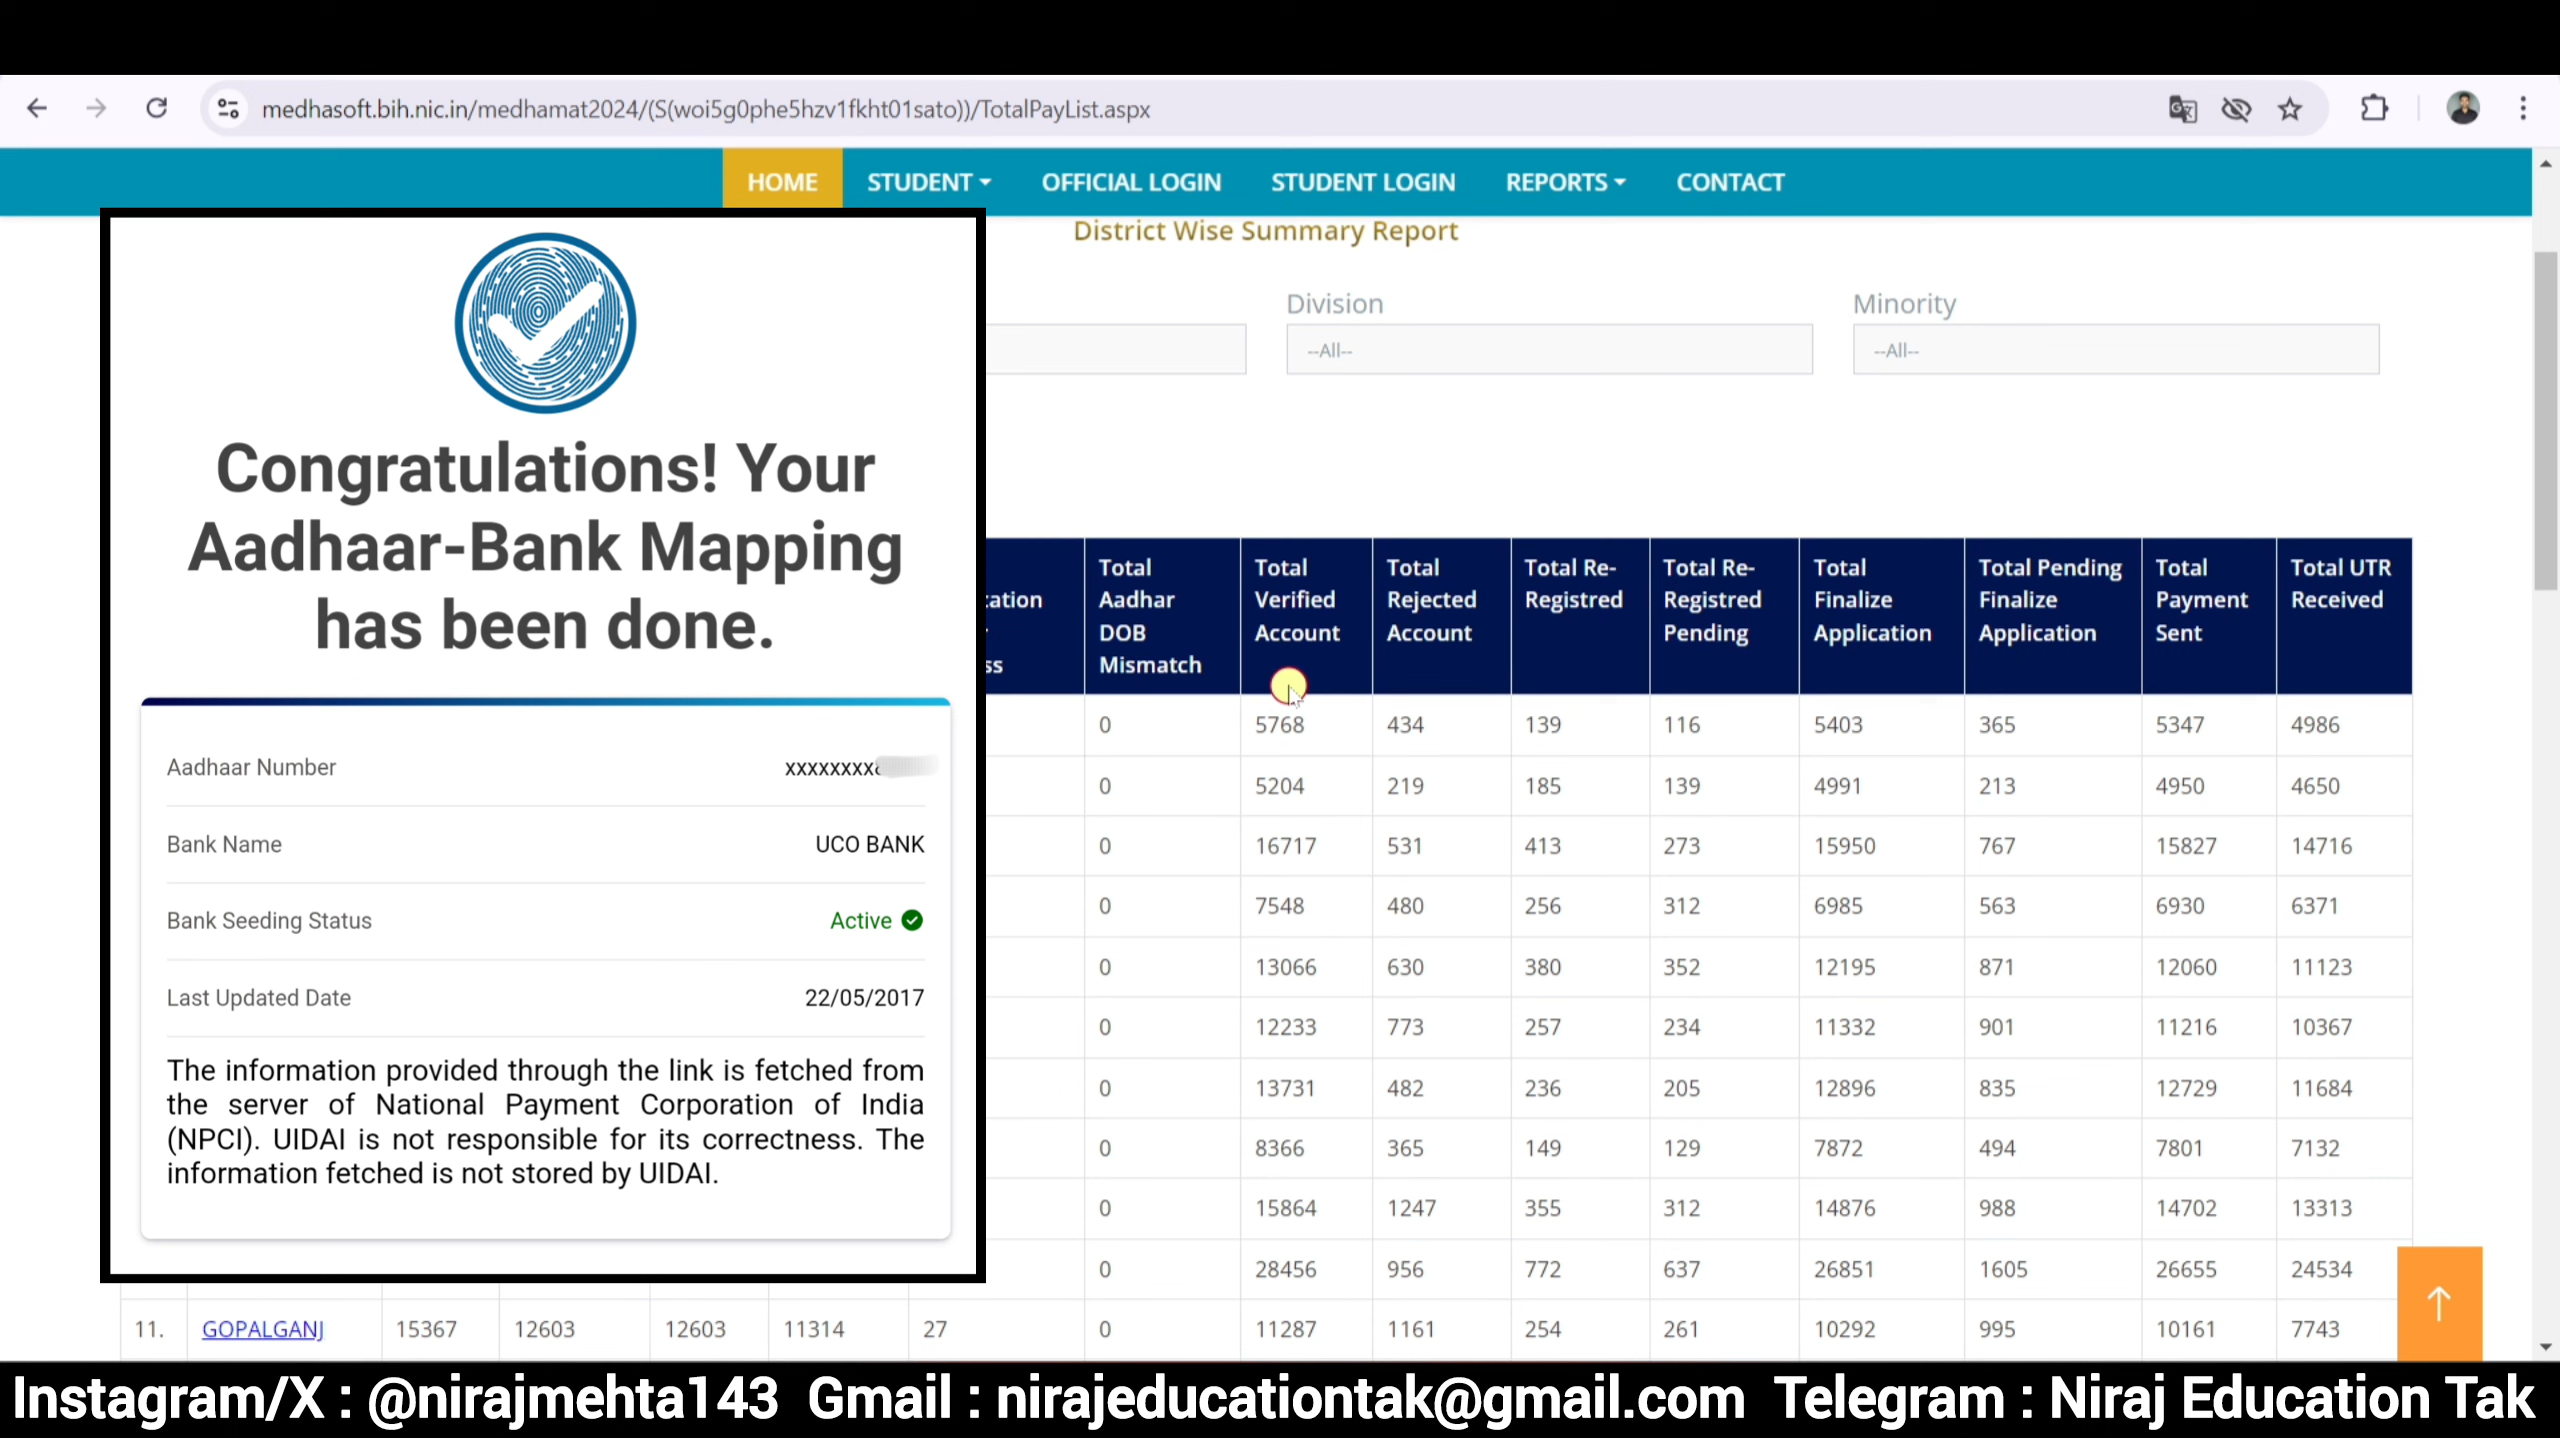 medhasoft.bih.nic.in/medhamat2024/(S(woi5g0phe5hzv1fkht01sato))/TotalPayList.aspx
HOME STUDENT OFFICIAL LOGIN STUDENT LOGIN REPORTS CONTACT
District Wise Summary Report
Division Minority
--All-- --All--
Congratulations! Your
Aadhaar-Bank Mapping
has been done.
Aadhaar Number xxxxxxxx
Bank Name UCO BANK
Bank Seeding Status Active
Last Updated Date 22/05/2017
The information provided through the link is fetched from
the server of National Payment Corporation of India
(NPCI). UIDAI is not responsible for its correctness. The
information fetched is not stored by UIDAI.
Total Total Total Total Re- Total Re- Total Total Pending Total Total UTR
Aadhar Verified Rejected Registred Registred Finalize Finalize Payment Received
DOB Account Account Pending Application Application Sent
Mismatch
0 5768 434 139 116 5403 365 5347 4986
0 5204 219 185 139 4991 213 4950 4650
0 16717 531 413 273 15950 767 15827 14716
0 7548 480 256 312 6985 563 6930 6371
0 13066 630 380 352 12195 871 12060 11123
0 12233 773 257 234 11332 901 11216 10367
0 13731 482 236 205 12896 835 12729 11684
0 8366 365 149 129 7872 494 7801 7132
0 15864 1247 355 312 14876 988 14702 13313
0 28456 956 772 637 26851 1605 26655 24534
11. GOPALGANJ 15367 12603 12603 11314 27 0 11287 1161 254 261 10292 995 10161 7743
Instagram/X : @nirajmehta143 Gmail : nirajeducationtak@gmail.com Telegram : Niraj Education Tak